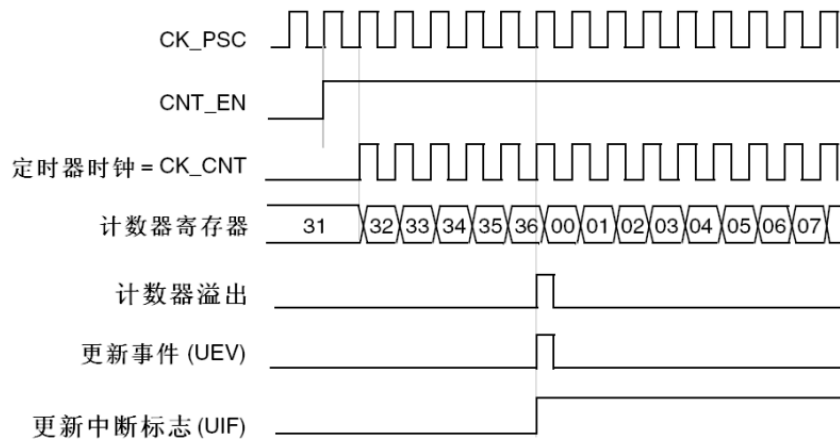 CK_PSC
CNT_EN
定时器时钟 = CK_CNT
计数器寄存器 31 32 33 34 35 36 00 01 02 03 04 05 06 07
计数器溢出
更新事件 (UEV)
更新中断标志 (UIF)